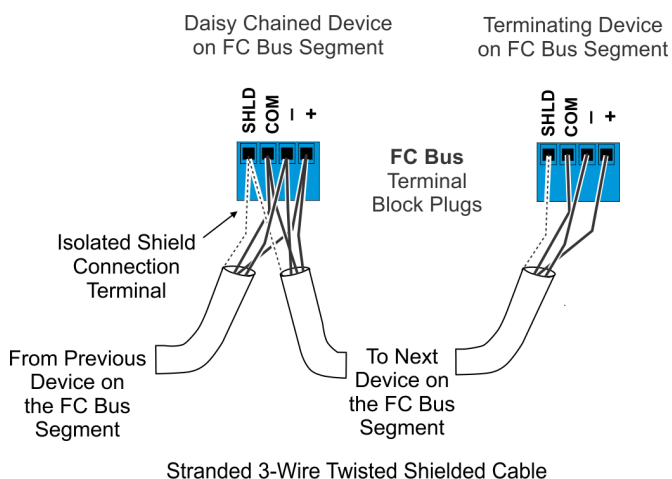 Daisy Chained Device
on FC Bus Segment
Terminating Device
on FC Bus Segment
SHLD
COM
–
+
SHLD
COM
–
+
FC Bus
Terminal
Block Plugs
Isolated Shield
Connection
Terminal
From Previous
Device on
the FC Bus
Segment
To Next
Device on
the FC Bus
Segment
Stranded 3-Wire Twisted Shielded Cable